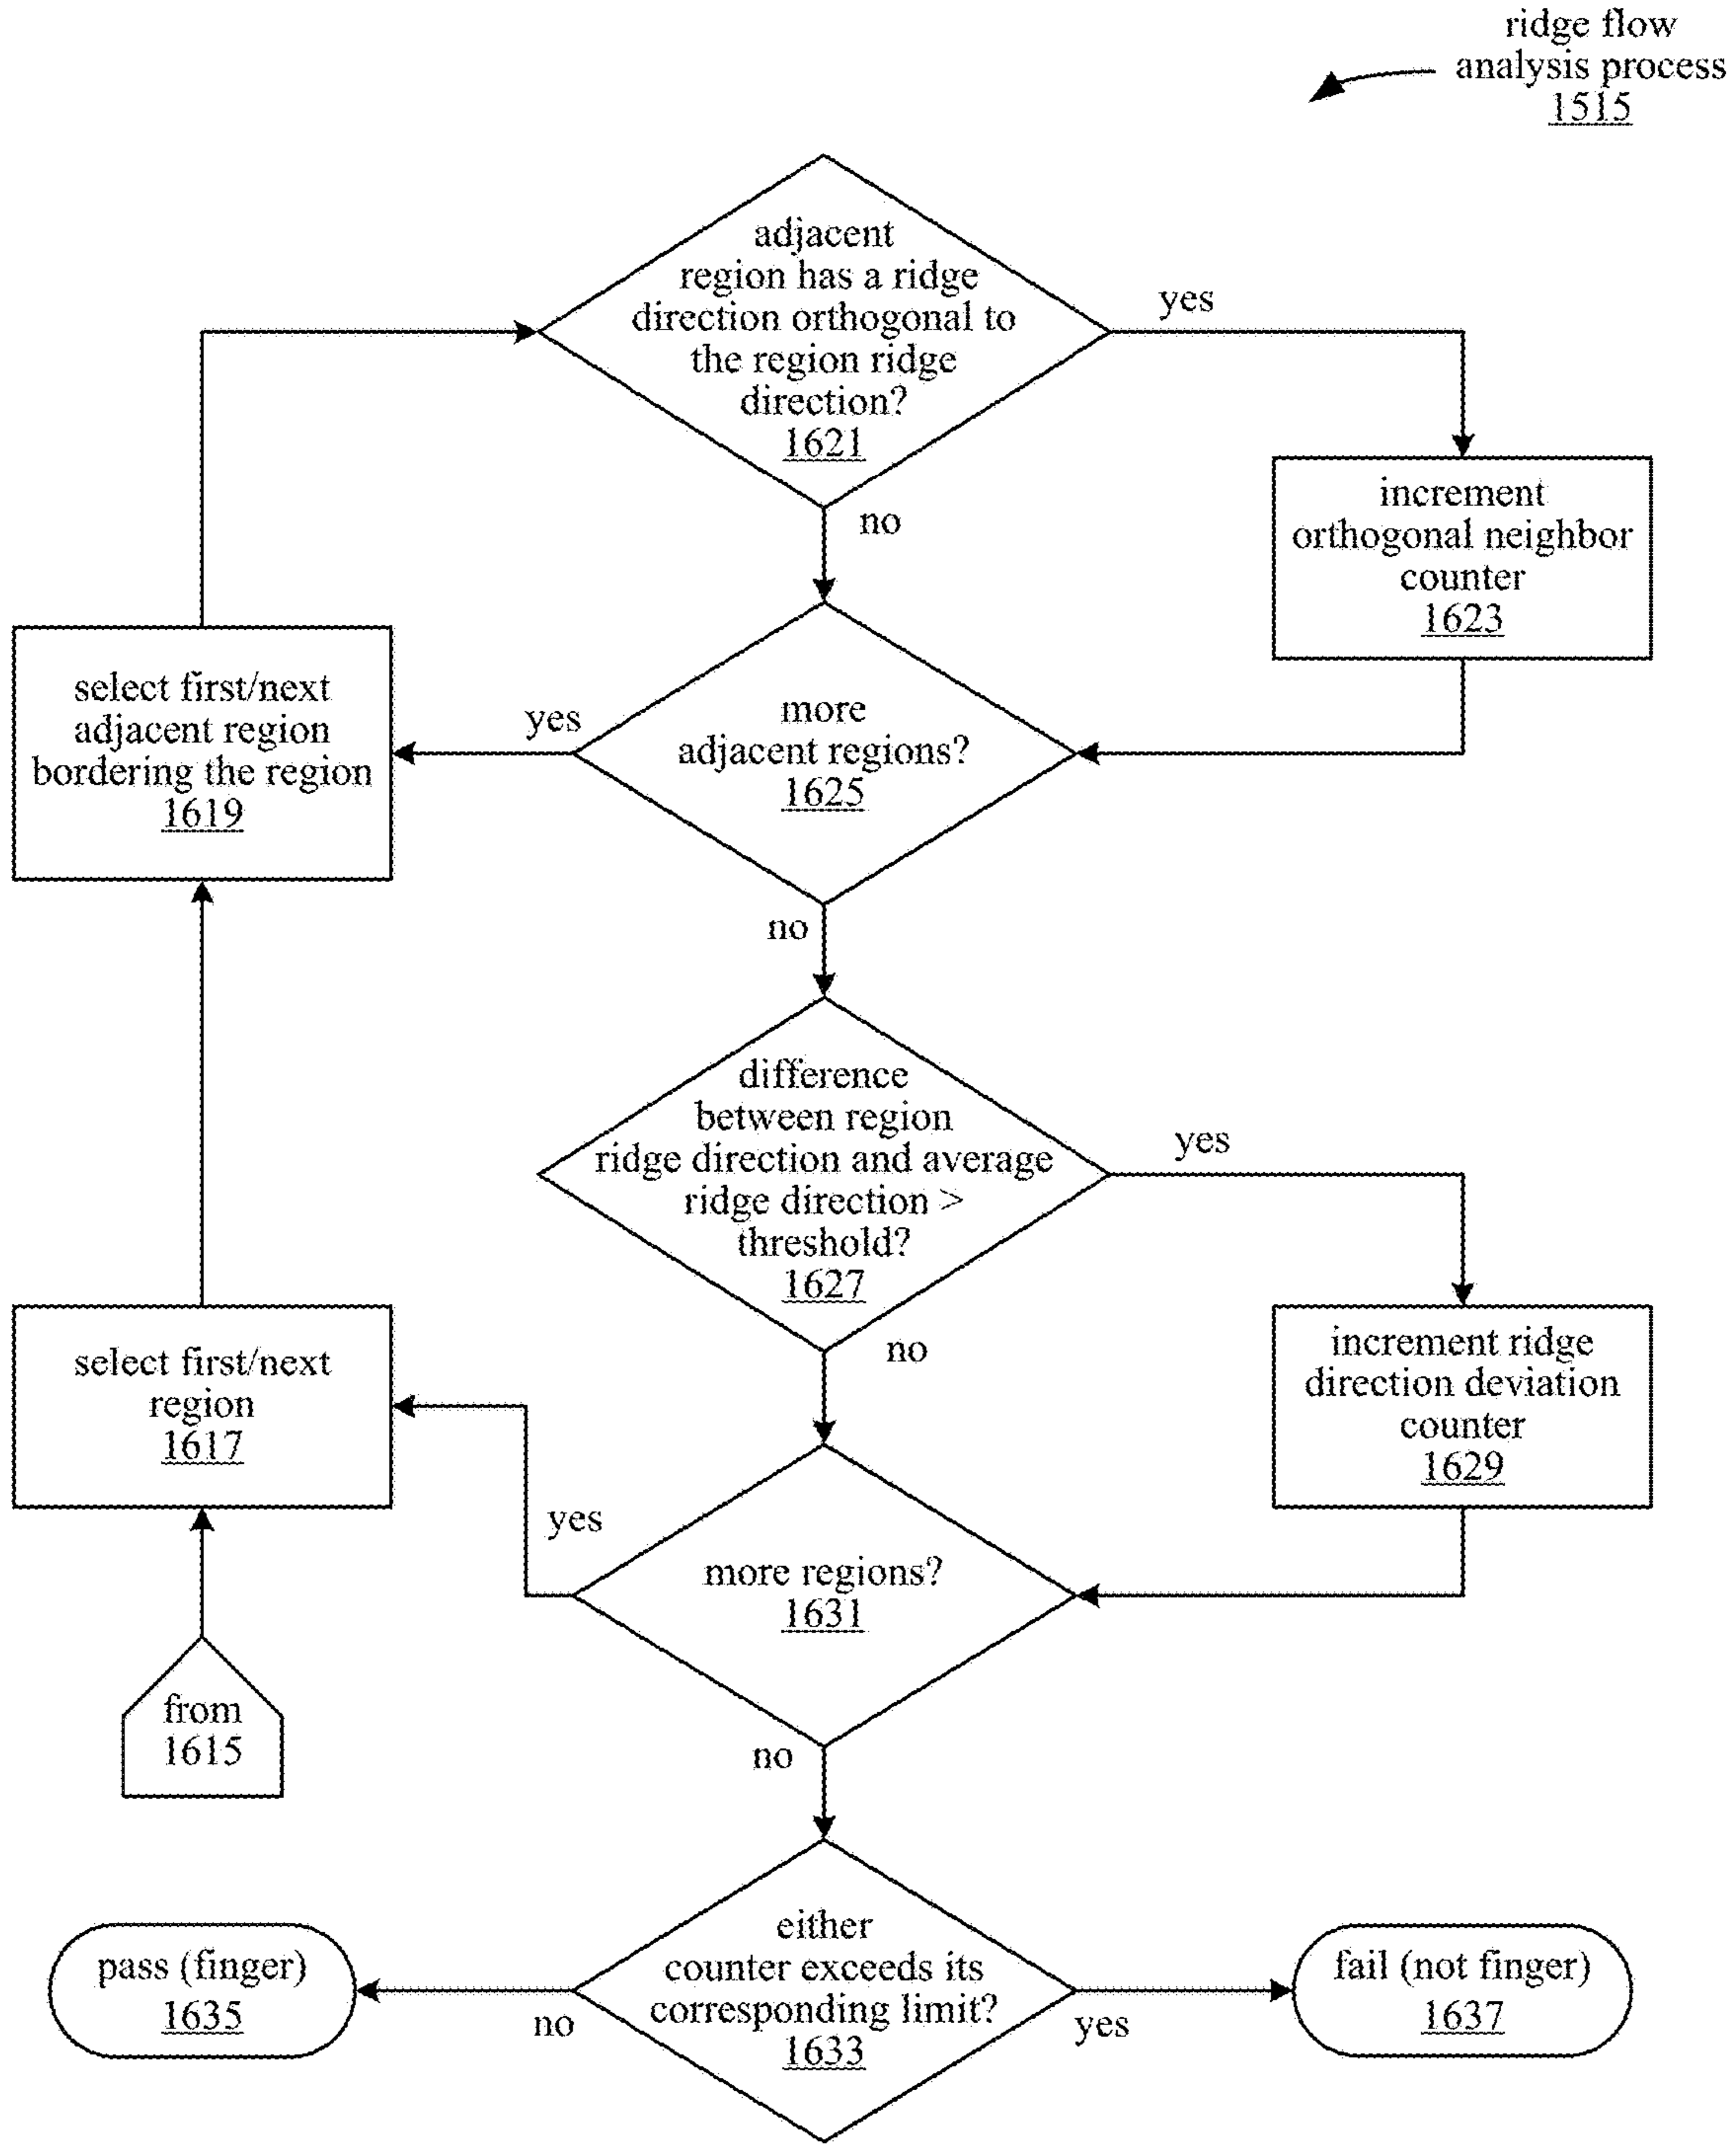 ridge flow
analysis process
1515
adjacent
region has a ridge
direction orthogonal to
the region ridge
direction?
1621
yes
no
increment
orthogonal neighbor
counter
1623
select first/next
adjacent region
bordering the region
1619
yes
more
adjacent regions?
1625
no
difference
between region
ridge direction and average
ridge direction >
threshold?
1627
yes
no
increment ridge
direction deviation
counter
1629
select first/next
region
1617
yes
more regions?
1631
no
from
1615
either
counter exceeds its
corresponding limit?
1633
no
yes
pass (finger)
1635
fail (not finger)
1637